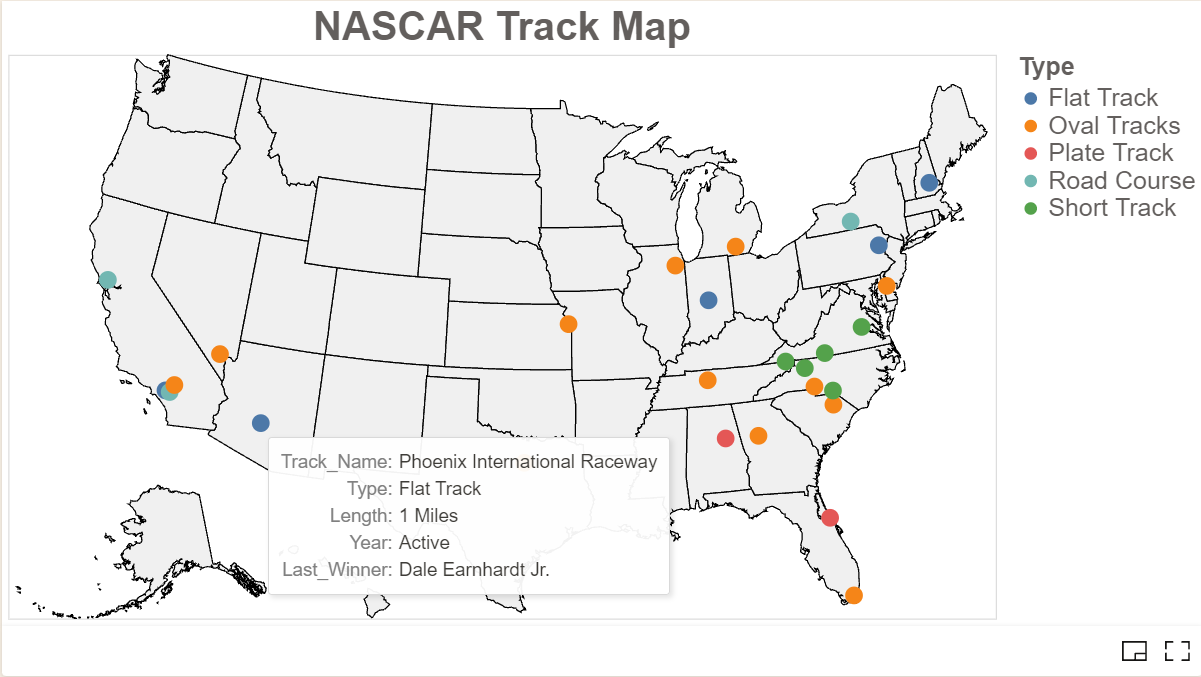 NASCAR Track Map
Type
Flat Track
Oval Tracks
Plate Track
Road Course
Short Track
Track_Name: Phoenix International Raceway
Type: Flat Track
Length: 1 Miles
Year: Active
Last_Winner: Dale Earnhardt Jr.